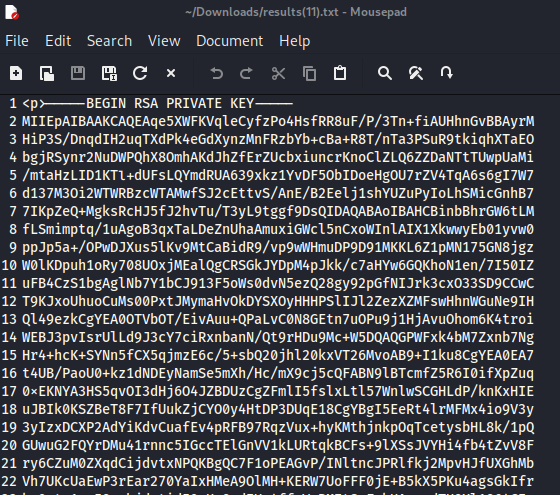 ~/Downloads/results(11).txt - Mousepad
File Edit Search View Document Help
1 <p>—––––BEGIN RSA PRIVATE KEY—––––
2 MIIEpAIBAAKCAQEAqe5XWFKVqleCyfzPo4HsfRR8uF/P/3Tn+fiAUHhnGvBBAyrM
3 HiP3S/DnqdIH2uqTXdPk4eGdXynzMnFRzbYb+cBa+R8T/nTa3PSuR9tkiqhXTaEO
4 bgjRSynr2NuDWPQhX8OmhAKdJhZfErZUcbxiuncrKnoClZLQ6ZZDaNTtTUwpUaMi
5 /mtaHzLID1KTl+dUFsLQYmdRUA639xkz1YvDF5ObIDoeHgOU7rZV4TqA6s6gI7W7
6 d137M3Oi2WTWRBzcWTAMwfSJ2cEttvS/AnE/B2Eelj1shYUZuPyIoLhSMicGnhB7
7 7IKpZeQ+MgksRcHJ5fJ2hvTu/T3yL9tggf9DsQIDAQABAoIBAHCBinbBhrGW6tLM
8 fLSmimptq/1uAgoB3qxTaLDeZnUhaAmuxiGWcl5nCxoWInlAIX1XkwwyEb01yvw0
9 ppJp5a+/OPwDJXus5lKv9MtCaBidR9/vp9wWHmuDP9D91MKKL6Z1pMN175GN8jgz
10 W0lKDpuh1oRy708UOxjMEalQgCRSGkJYDpM4pJkk/c7aHYw6GQKhoN1en/7I50IZ
11 uFB4CzS1bgAglNb7Y1bCJ913F5oWs0dvN5ezQ28gy92pGfNIJrk3cxO33SD9CCwC
12 T9KJxoUhuoCuMs00PxtJMymaHvOkDYSXOyHHHPSlIJl2ZezXZMFswHhnWGuNe9IH
13 Ql49ezkCgYEA0OTVbOT/EivAuu+QPaLvC0N8GEtn7uOPu9j1HjAvuOhom6K4troi
14 WEBJ3pvIsrUlLd9J3cY7ciRxnbanN/Qt9rHDu9Mc+W5DQAQGPWFxk4bM7Zxnb7Ng
15 Hr4+hcK+SYNn5fCX5qjmzE6c/5+sbQ20jhl20kxVT26MvoAB9+I1ku8CgYEA0EA7
16 t4UB/PaoU0+kz1dNDEyNamSe5mXh/Hc/mX9cj5cQFABN9lBTcmfZ5R6I0ifXpZuq
17 0×EKNYA3HS5qvOI3dHj6O4JZBDUzCgZFmlI5fslxLtl57WnlwSCGHLdP/knKxHIE
18 uJBIk0KSZBeT8F7IfUukZjCYO0y4HtDP3DUqE18CgYBgI5EeRt4lrMFMx4io9V3y
19 3yIzxDCXP2AdYiKdvCuafEv4pRFB97RqzVux+hyKMthjnkpOqTcetysbHL8k/1pQ
20 GUwuG2FQYrDMu41rnnc5IGccTElGnVV1kLURtqkBCFs+9lXSsJVYHi4fb4tZvV8F
21 ry6CZuM0ZXqdCijdvtxNPQKBgQC7F1oPEAGvP/INltncJPRlfkj2MpvHJfUXGhMb
22 Vh7UKcUaEwP3rEar270YaIxHMeA9OlMH+KERW7UoFFF0jE+B5kX5PKu4agsGkIfr